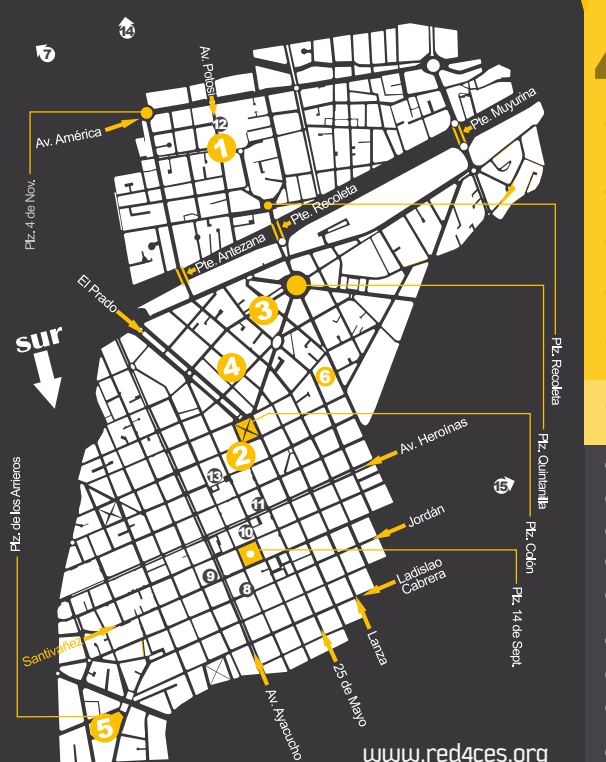 14
7
Av. Potosí
Av. América
12
1
Pte. Muyurina
Plz. 4 de Nov.
Pte. Recoleta
Pte. Antezana
El Prado
3
sur
4
6
Plz. Recoleta
2
Av. Heroínas
13
15
Plz. Quintanilla
Plz. de los Arrieros
11
Jordán
10
Plz. Colón
9
8
Ladislao
Cabrera
Plz. 14 de Sept.
Santivañez
Lanza
25 de Mayo
Av. Ayacucho
5
www.red4ces.org